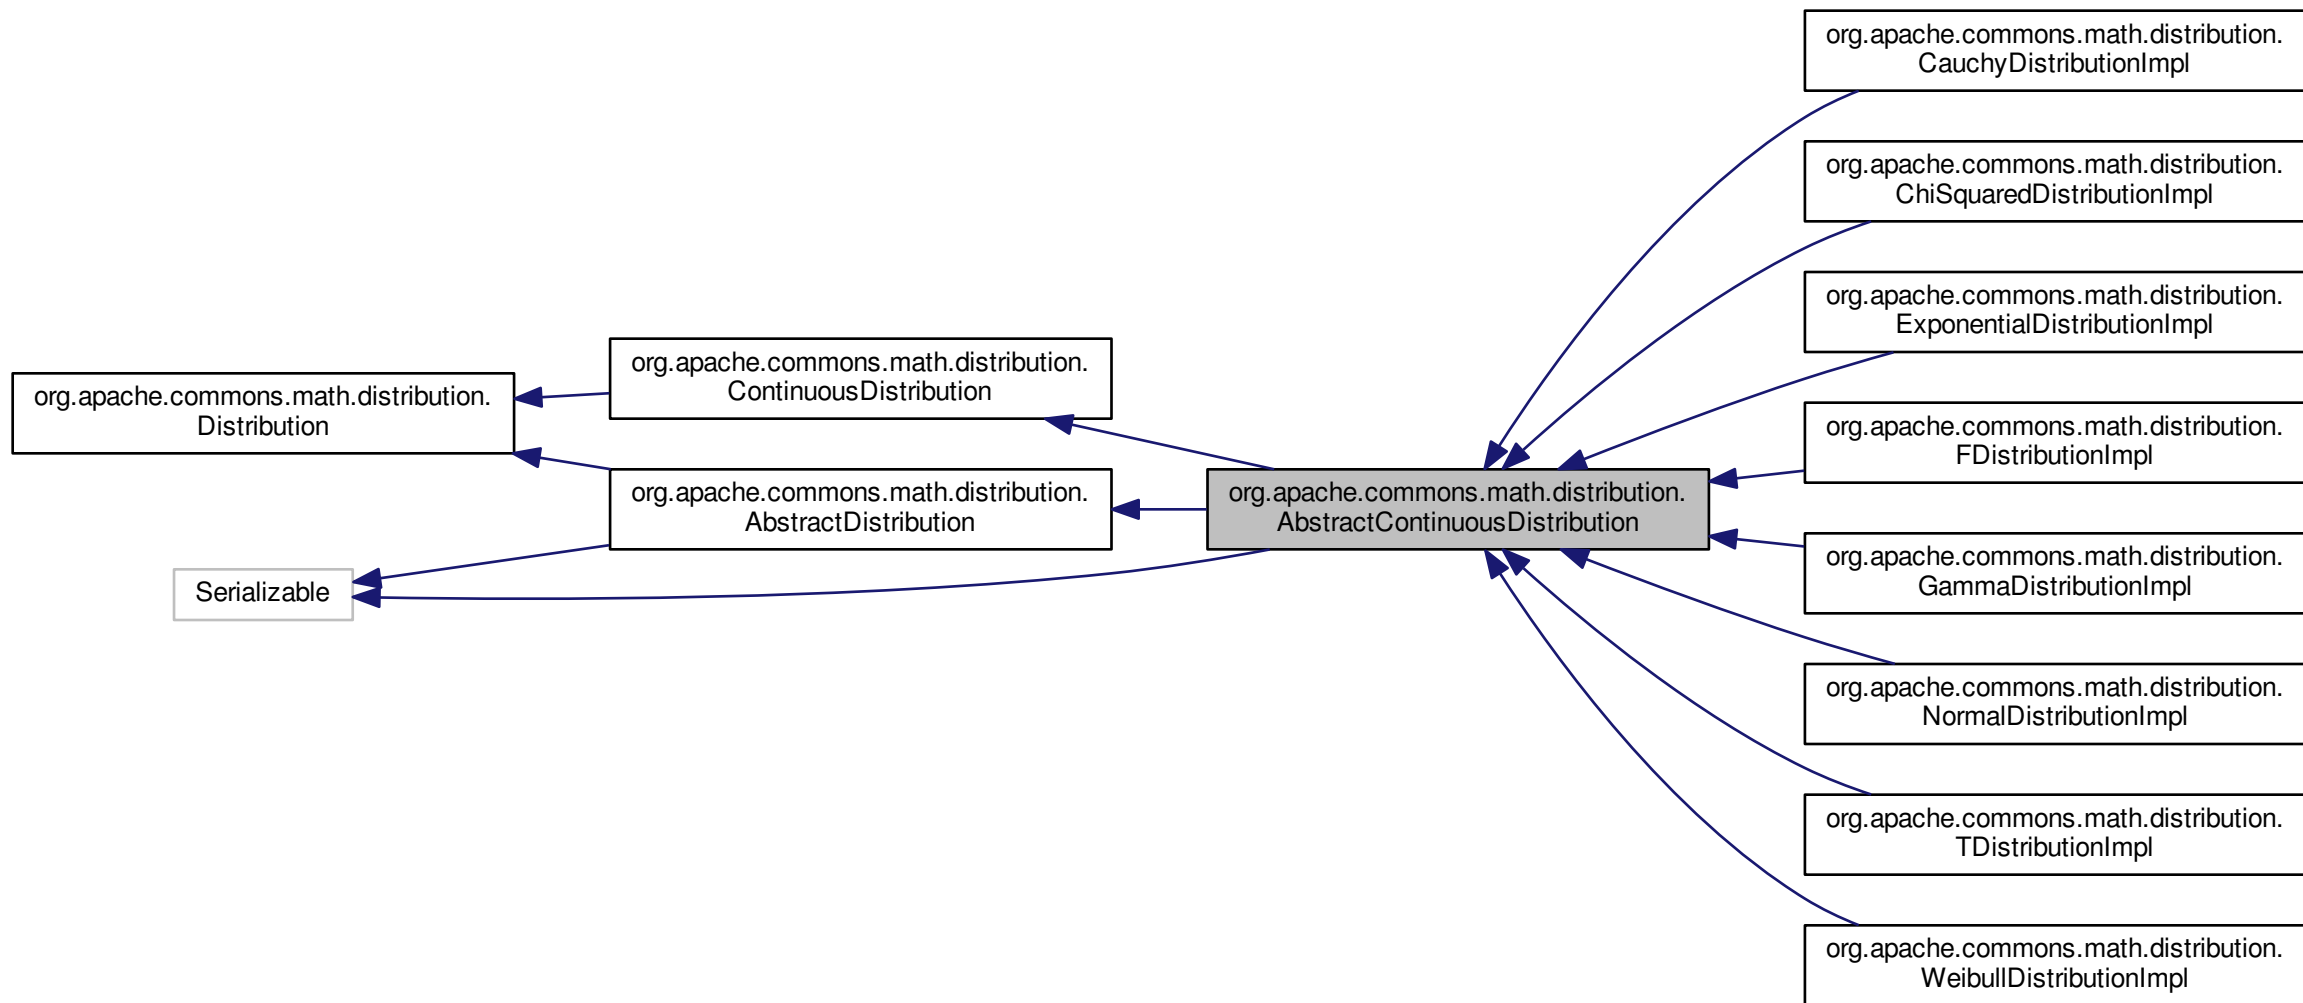 org.apache.commons.math.distribution.
Distribution
Serializable
org.apache.commons.math.distribution.
ContinuousDistribution
org.apache.commons.math.distribution.
AbstractDistribution
org.apache.commons.math.distribution.
AbstractContinuousDistribution
org.apache.commons.math.distribution.
CauchyDistributionImpl
org.apache.commons.math.distribution.
ChiSquaredDistributionImpl
org.apache.commons.math.distribution.
ExponentialDistributionImpl
org.apache.commons.math.distribution.
FDistributionImpl
org.apache.commons.math.distribution.
GammaDistributionImpl
org.apache.commons.math.distribution.
NormalDistributionImpl
org.apache.commons.math.distribution.
TDistributionImpl
org.apache.commons.math.distribution.
WeibullDistributionImpl